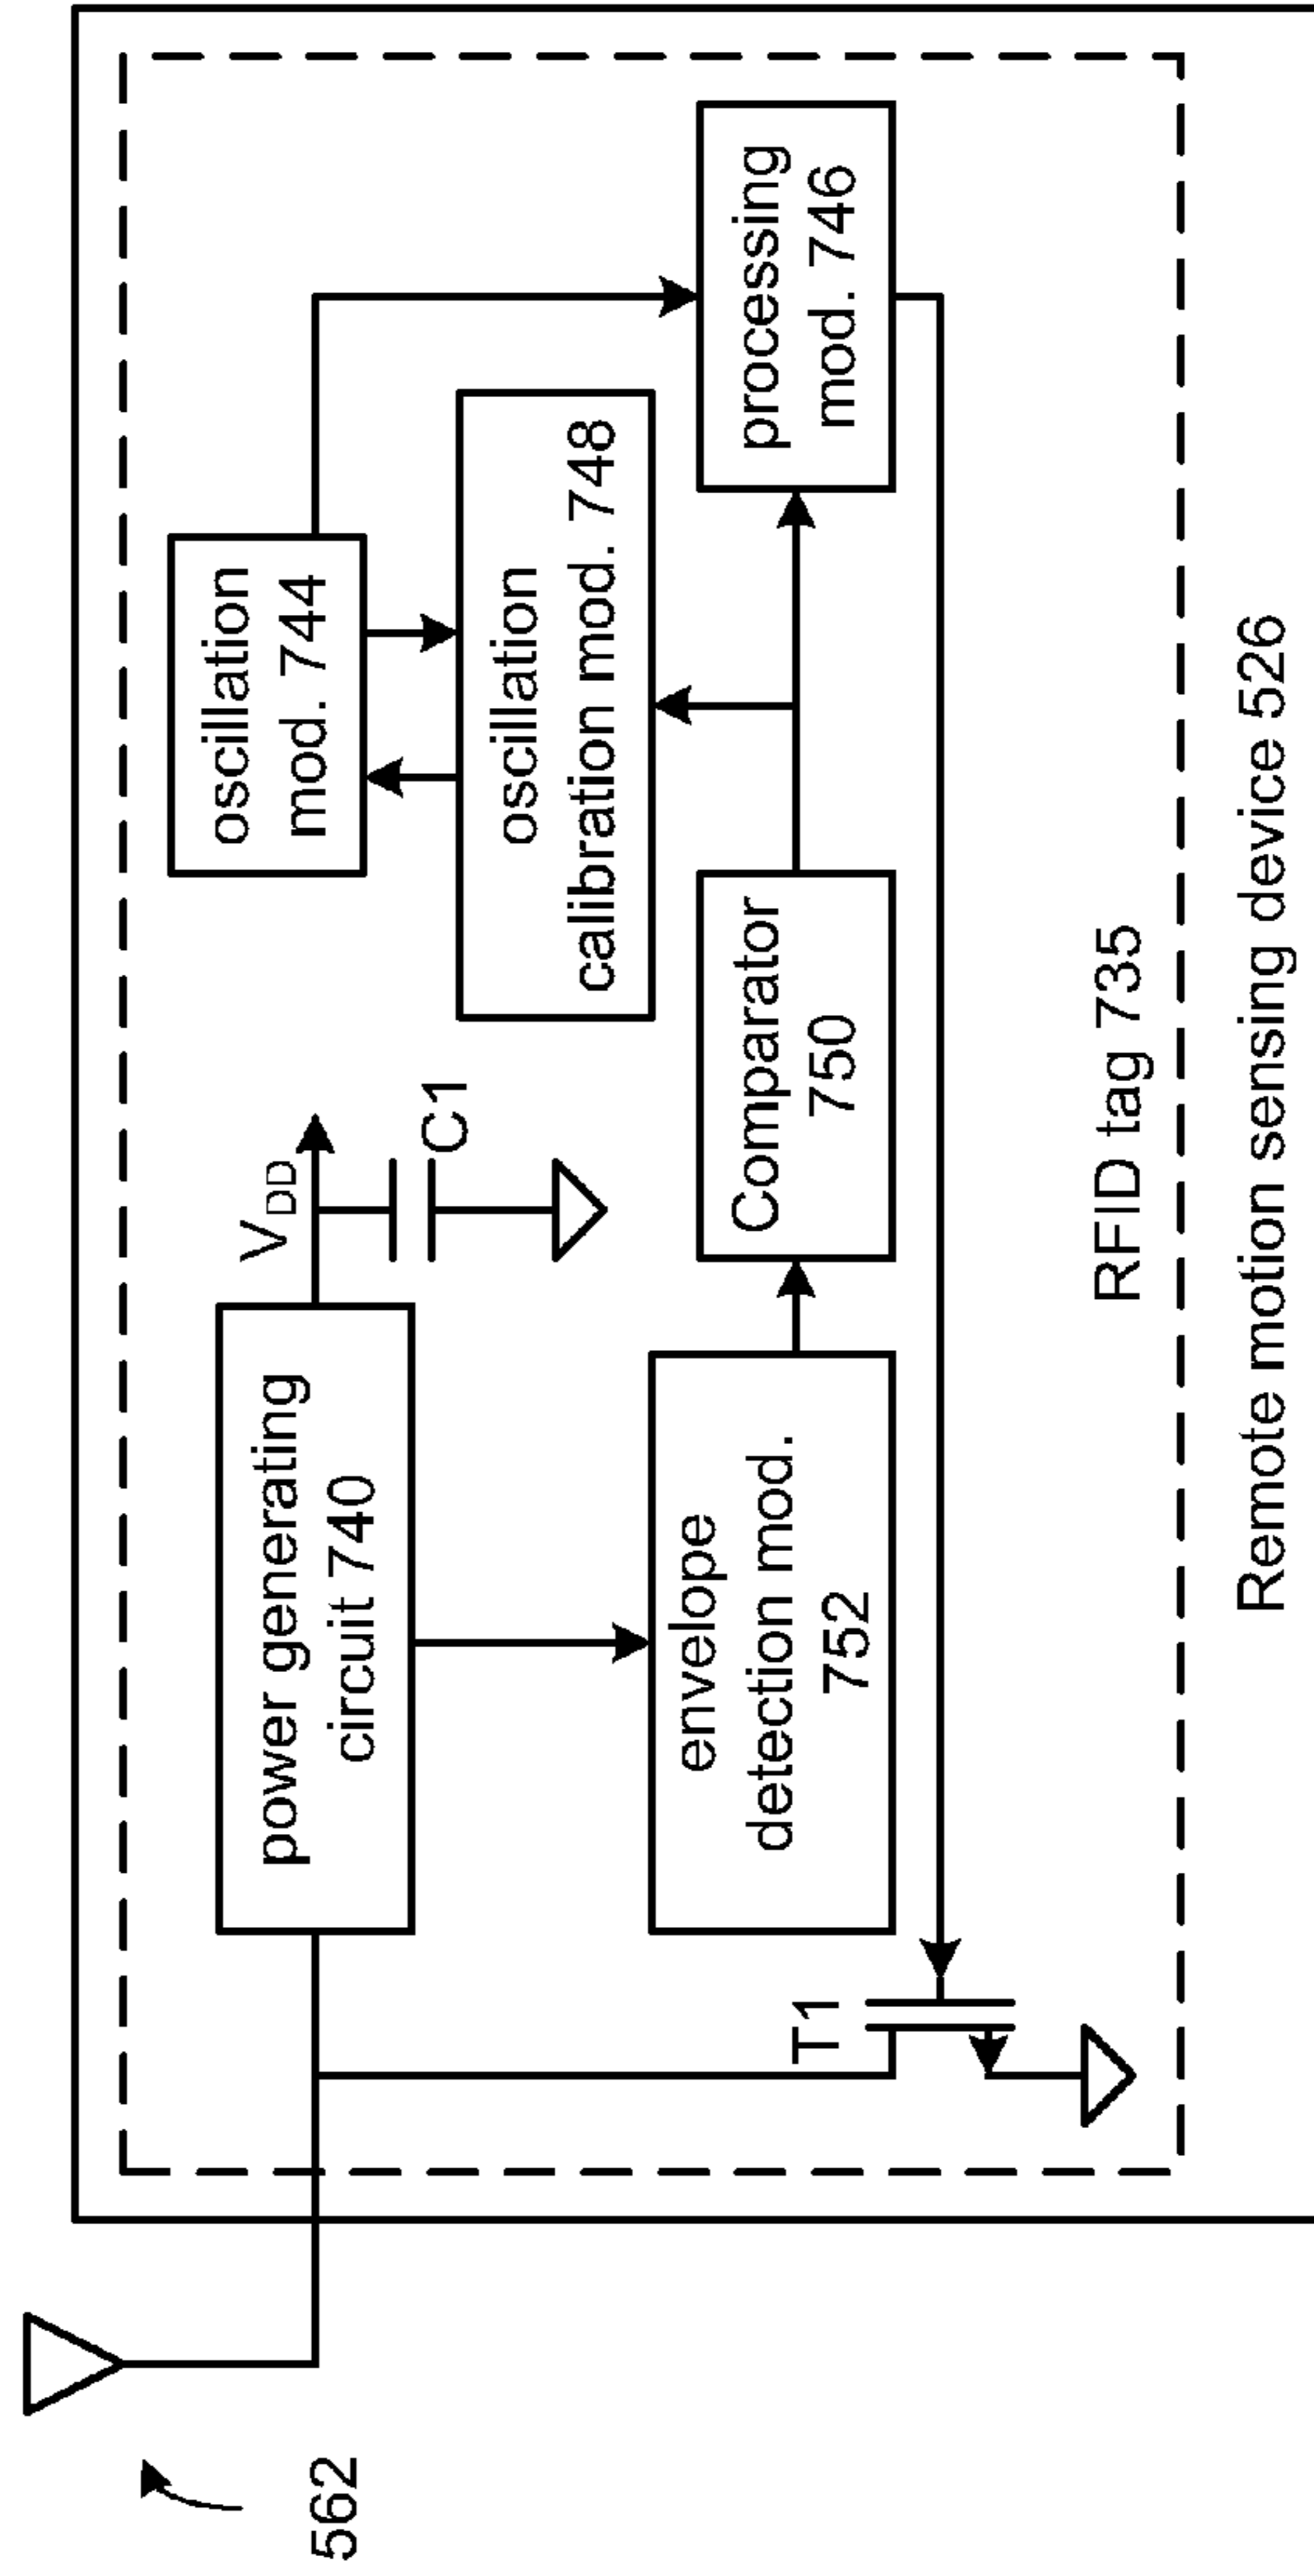 562
power generating
circuit 740
VDD
C1
oscillation
mod. 744
oscillation
calibration mod. 748
envelope
detection mod.
752
Comparator
750
processing
mod. 746
T1
RFID tag 735
Remote motion sensing device 526